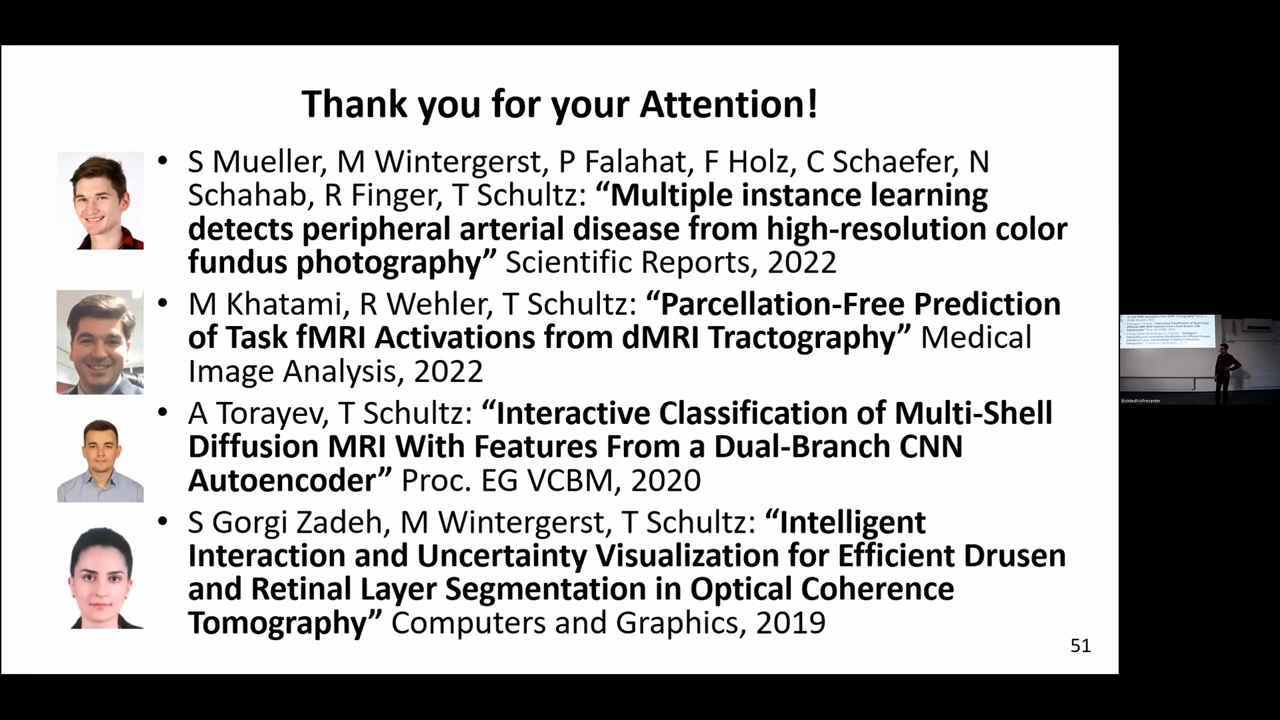 Thank you for your Attention!
• S Mueller, M Wintergerst, P Falahat, F Holz, C Schaefer, N
Schahab, R Finger, T Schultz: “Multiple instance learning
detects peripheral arterial disease from high-resolution color
fundus photography” Scientific Reports, 2022
• M Khatami, R Wehler, T Schultz: “Parcellation-Free Prediction
of Task fMRI Activations from dMRI Tractography” Medical
Image Analysis, 2022
• A Torayev, T Schultz: “Interactive Classification of Multi-Shell
Diffusion MRI With Features From a Dual-Branch CNN
Autoencoder” Proc. EG VCBM, 2020
• S Gorgi Zadeh, M Wintergerst, T Schultz: “Intelligent
Interaction and Uncertainty Visualization for Efficient Drusen
and Retinal Layer Segmentation in Optical Coherence
Tomography” Computers and Graphics, 2019
51
BioMedVisPresenter